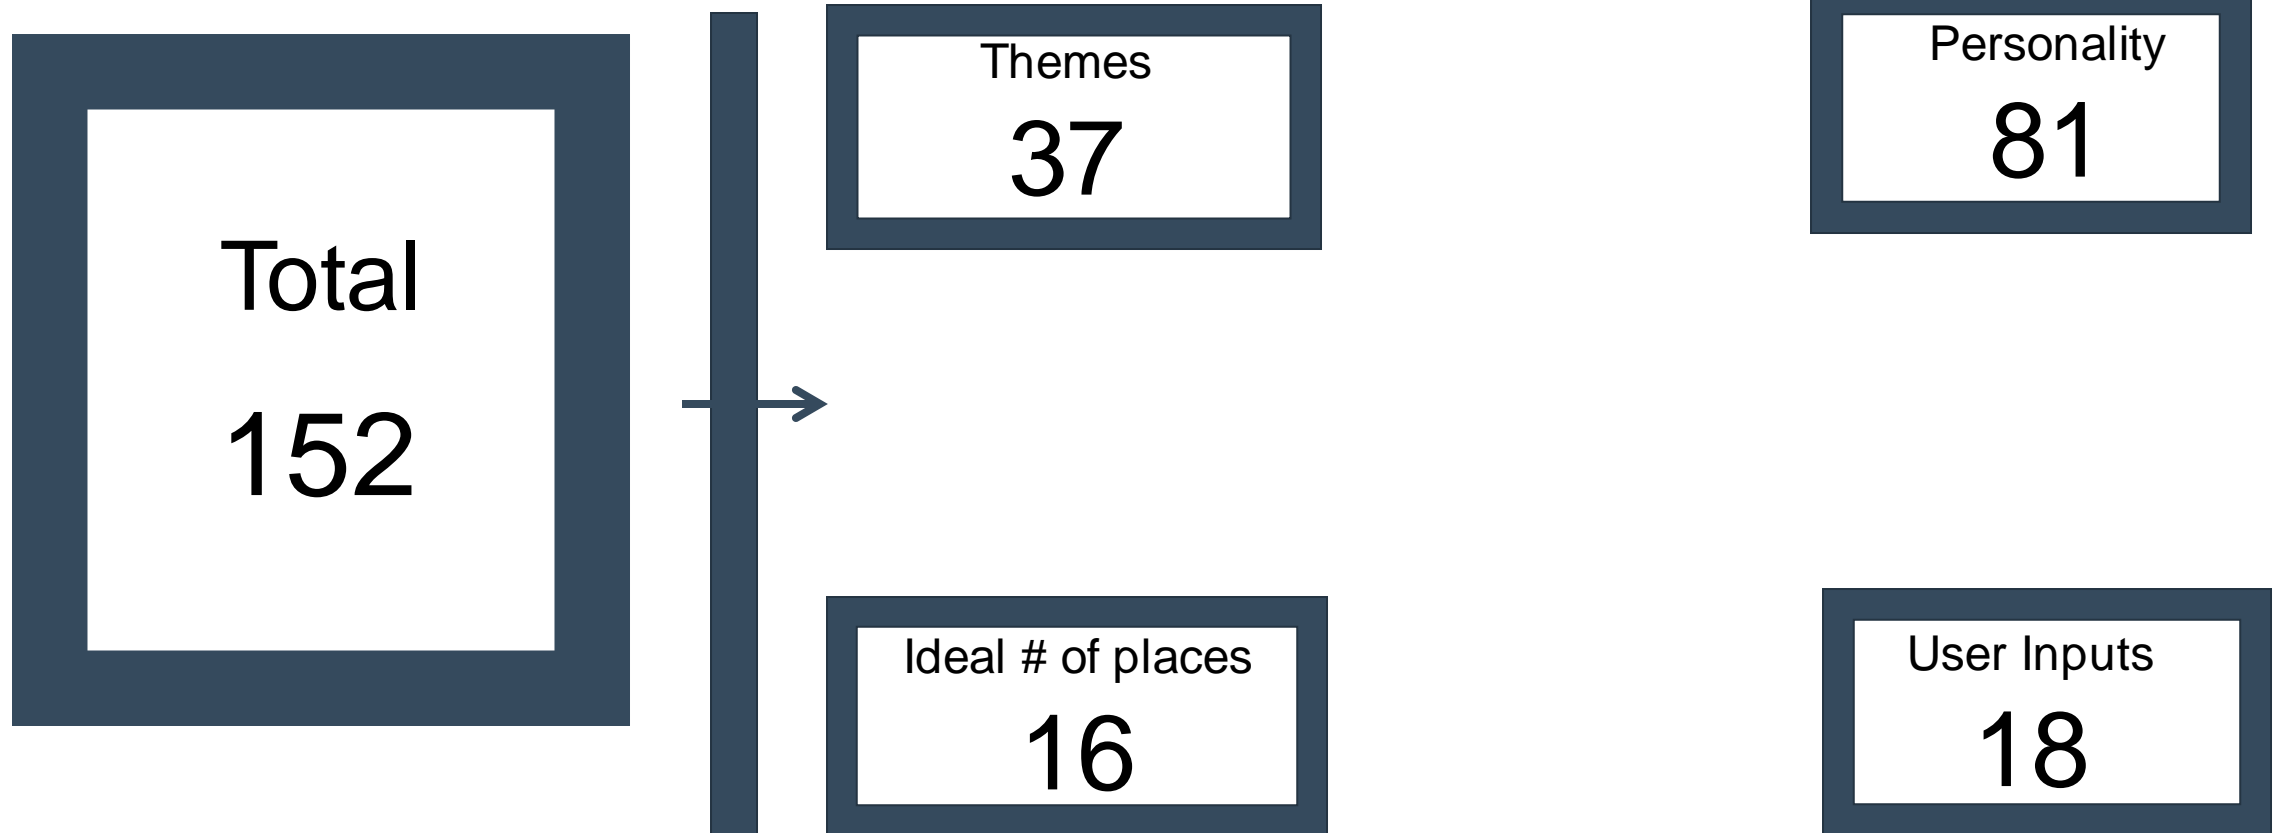 Total
152
Themes
37
Personality
81
Ideal # of places
16
User Inputs
18